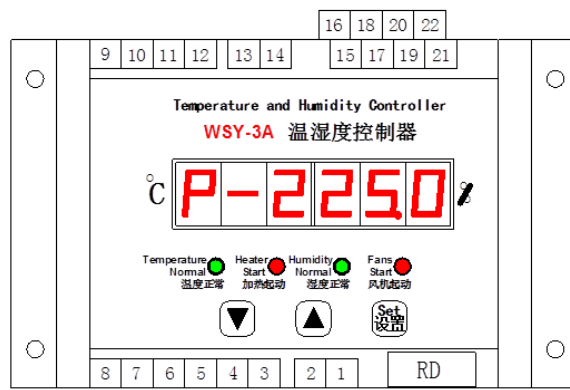 16 18 20 22
9 10 11 12 13 14 15 17 19 21
Temperature and Humidity Controller
WSY-3A 温湿度控制器
°C P-2 25.0 %
Temperature Normal 温度正常
Heater Start 加热起动
Humidity Normal 湿度正常
Fans Start 风机起动
Set
设置
8 7 6 5 4 3 2 1 RD